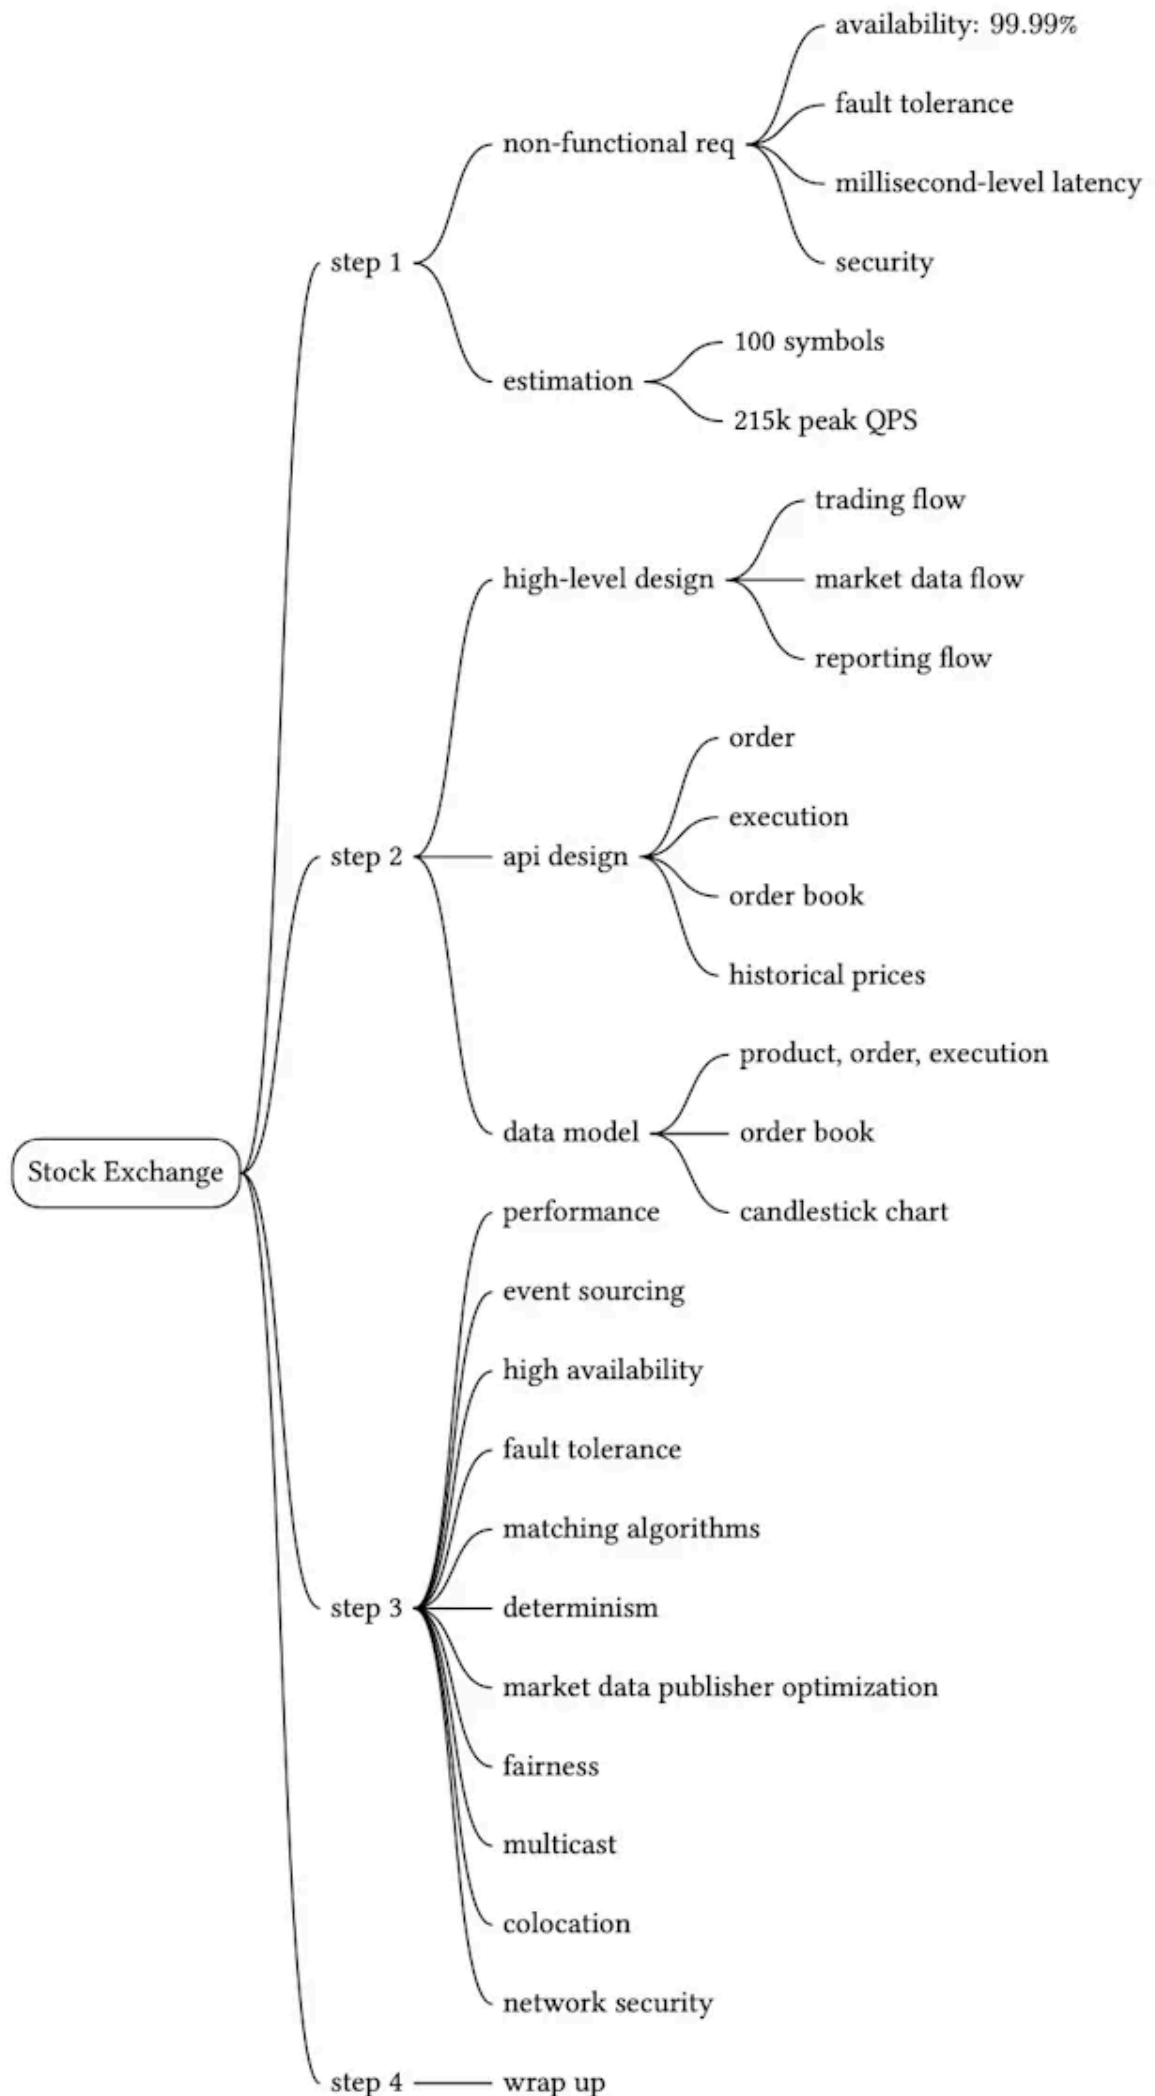 Stock Exchange
step 1
non-functional req
availability: 99.99%
fault tolerance
millisecond-level latency
security
estimation
100 symbols
215k peak QPS
step 2
high-level design
trading flow
market data flow
reporting flow
api design
order
execution
order book
historical prices
data model
product, order, execution
order book
candlestick chart
step 3
performance
event sourcing
high availability
fault tolerance
matching algorithms
determinism
market data publisher optimization
fairness
multicast
colocation
network security
step 4
wrap up